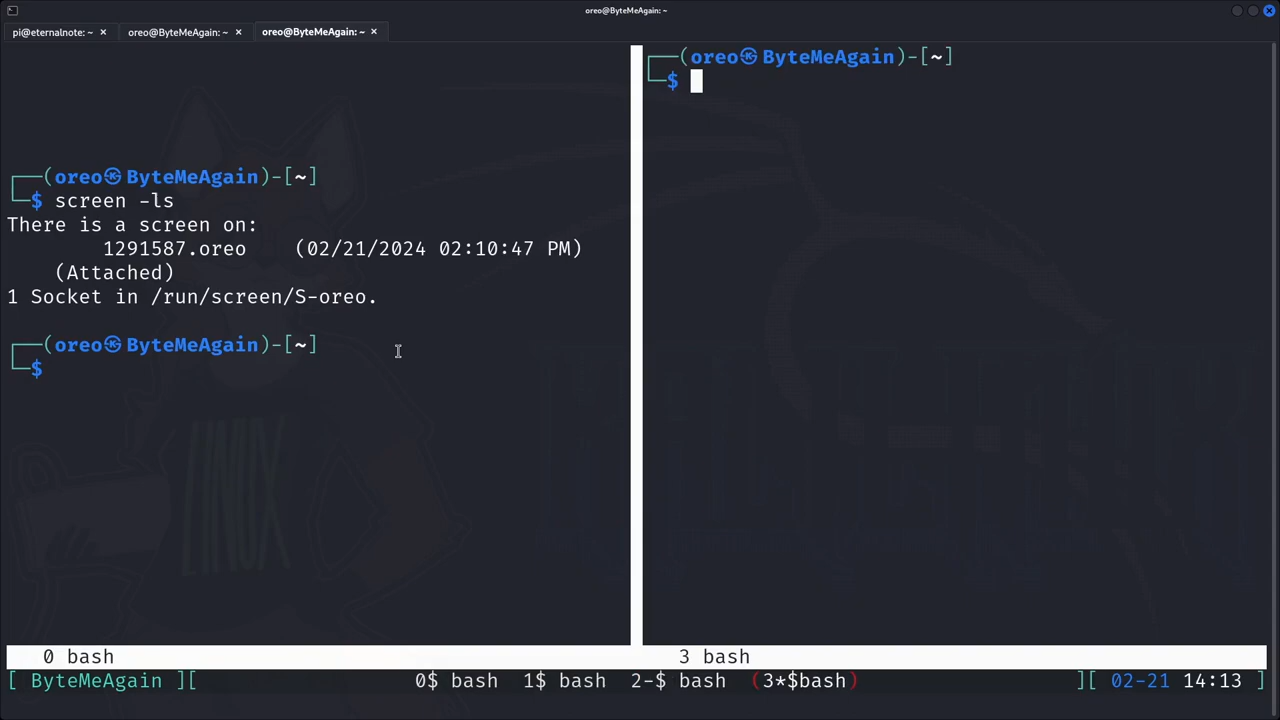 oreo@ByteMeAgain: ~
pi@eternalnote: ~ × oreo@ByteMeAgain: ~ × oreo@ByteMeAgain: ~ ×
┌──(oreo㉿ByteMeAgain)-[~]
└─$ screen -ls
There is a screen on:
1291587.oreo (02/21/2024 02:10:47 PM)
(Attached)
1 Socket in /run/screen/S-oreo.
┌──(oreo㉿ByteMeAgain)-[~]
└─$
┌──(oreo㉿ByteMeAgain)-[~]
└─$
0 bash 3 bash
[ ByteMeAgain ][ 0$ bash 1$ bash 2-$ bash (3*$bash) ][ 02-21 14:13 ]
LINUX